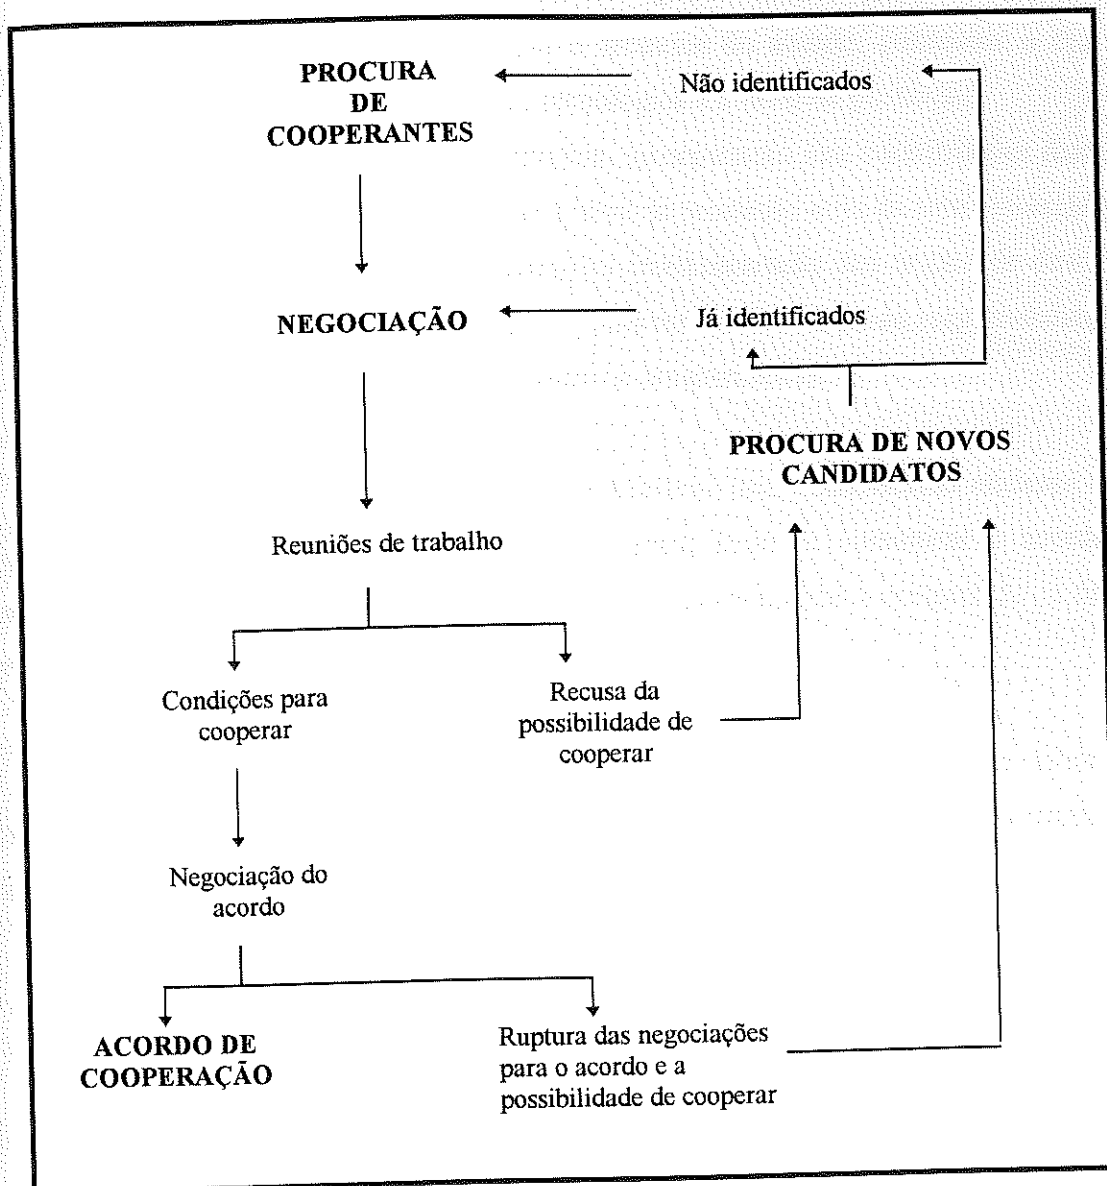 PROCURA
DE
COOPERANTES
Não identificados
NEGOCIAÇÃO
Já identificados
PROCURA DE NOVOS
CANDIDATOS
Reuniões de trabalho
Condições para
cooperar
Recusa da
possibilidade de
cooperar
Negociação do
acordo
ACORDO DE
COOPERAÇÃO
Ruptura das negociações
para o acordo e a
possibilidade de cooperar